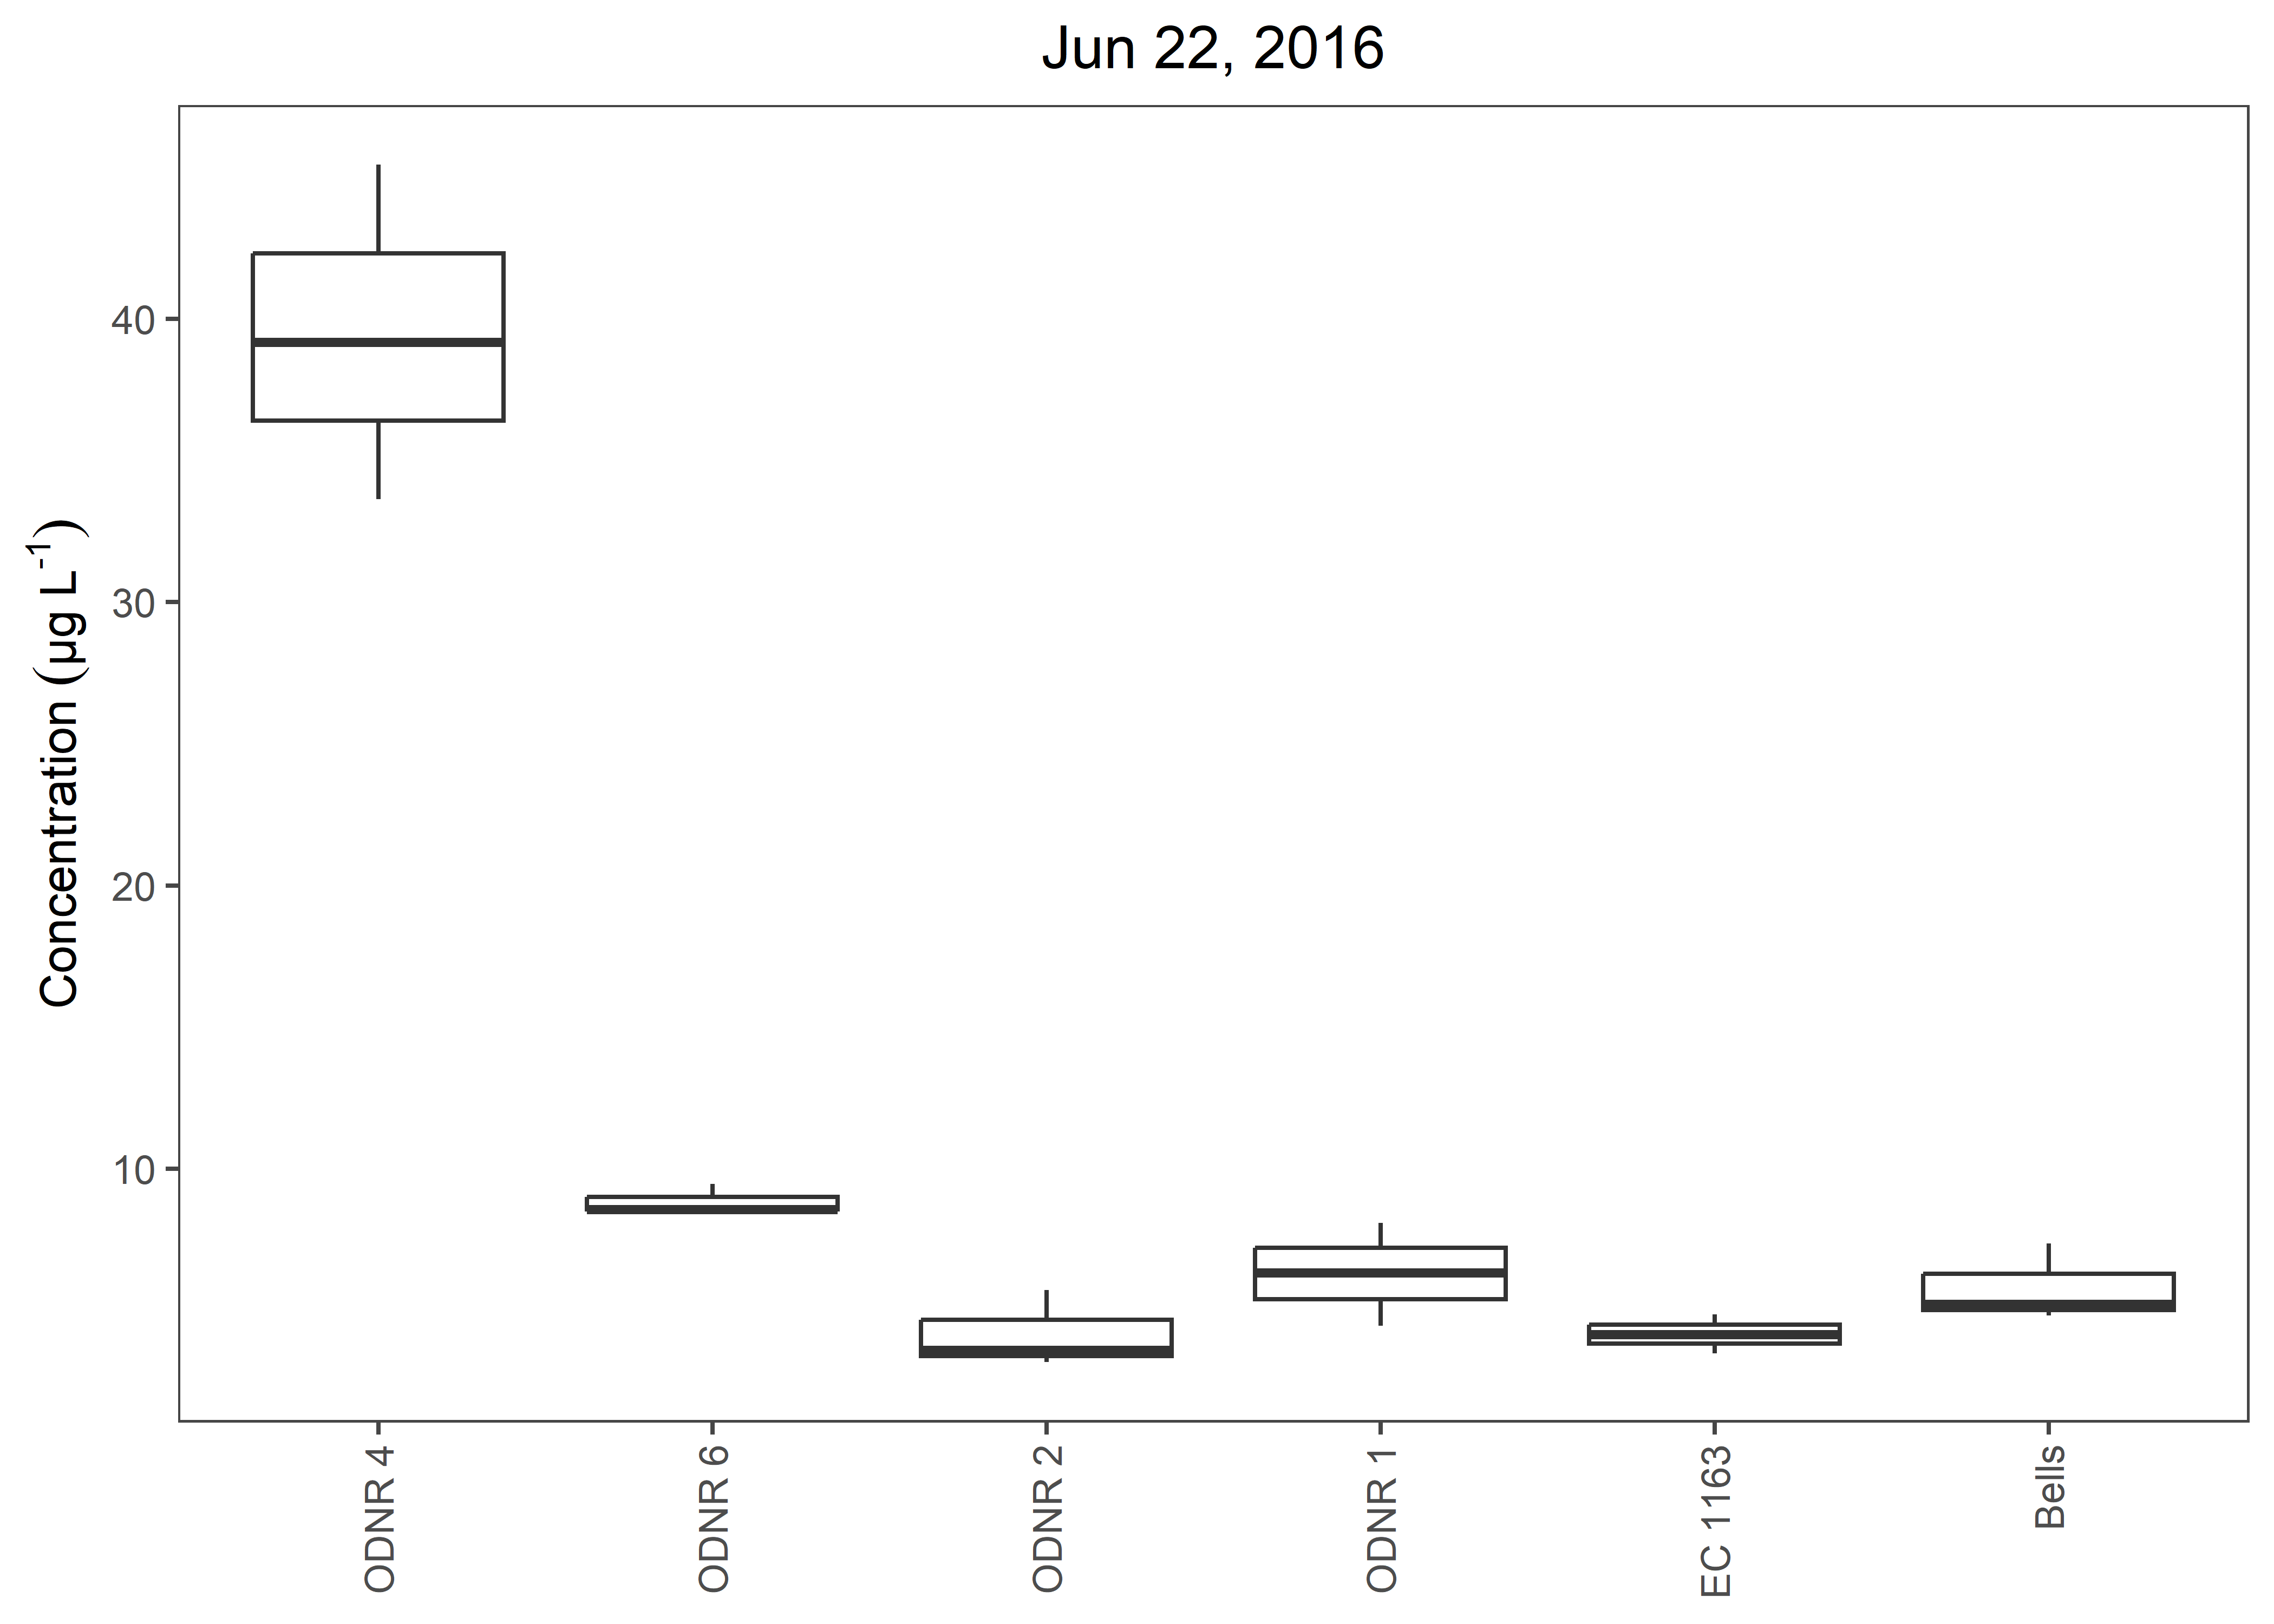 Jun 22, 2016
Concentration (µg L⁻¹)
40
30
20
10
ODNR 4
ODNR 6
ODNR 2
ODNR 1
EC 1163
Bells